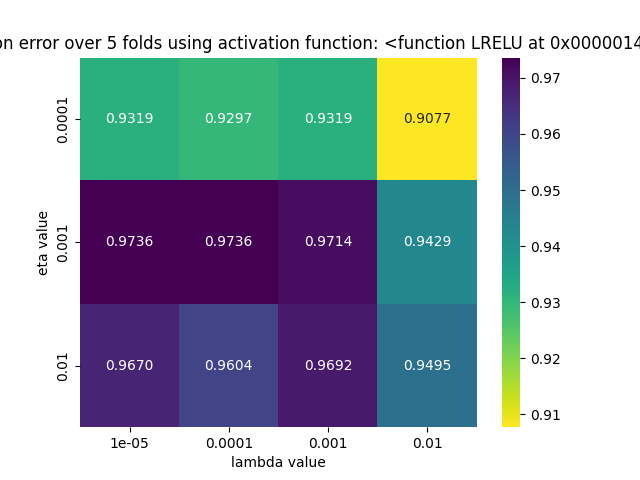 on error over 5 folds using activation function: <function LRELU at 0x0000014
0.0001 0.9319 0.9297 0.9319 0.9077
eta value
0.001 0.9736 0.9736 0.9714 0.9429
0.01 0.9670 0.9604 0.9692 0.9495
1e-05 0.0001 0.001 0.01
lambda value
0.97
0.96
0.95
0.94
0.93
0.92
0.91